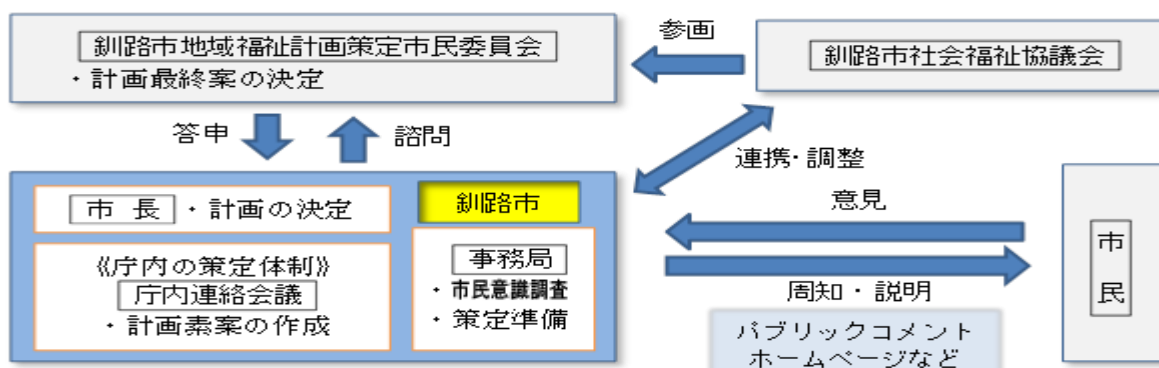 釧路市地域福祉計画策定市民委員会
・計画最終案の決定
参画
釧路市社会福祉協議会
答申
諮問
連携・調整
市長・計画の決定
釧路市
《庁内の策定体制》
庁内連絡会議
・計画素案の作成
事務局
・市民意識調査
・策定準備
意見
周知・説明
市
民
パブリックコメント
ホームページなど